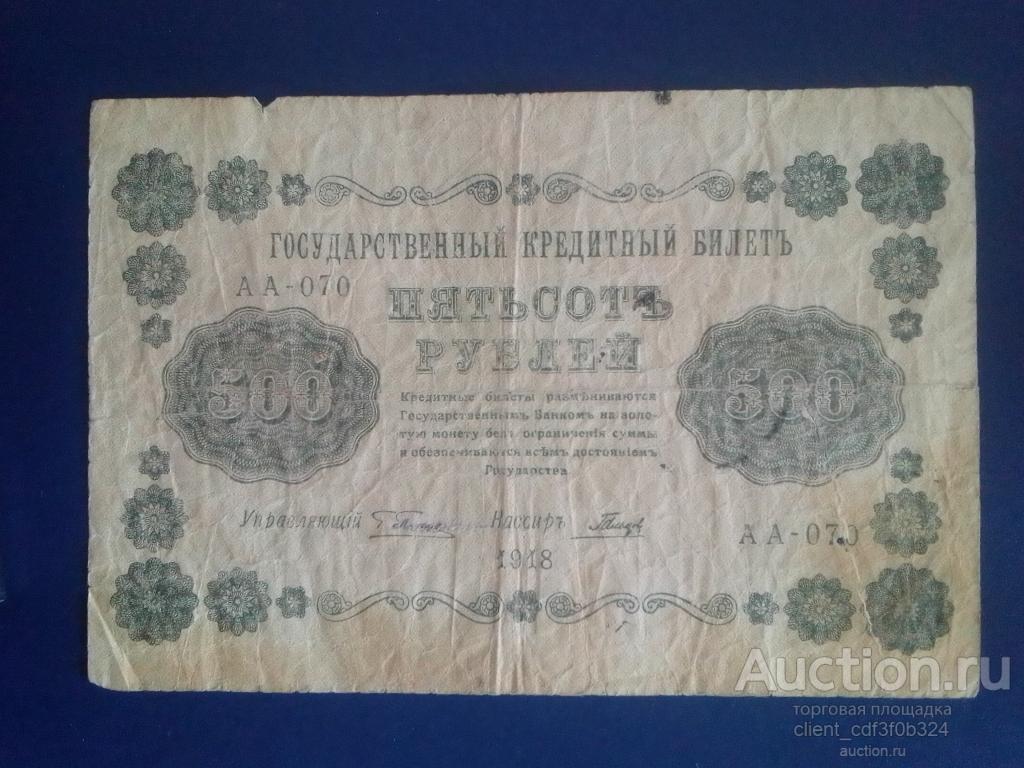 ГОСУДАРСТВЕННЫЙ КРЕДИТНЫЙ БИЛЕТЪ
АА-070
ПЯТЬСОТЪ
РУБЛЕЙ
500
500
Кредитные билеты размѣниваются
Государственнымъ Банкомъ на золо-
тую монету безъ ограниченія суммы
и обезпечиваются всѣмъ достояніемъ
Государства
Управляющій
Кассиръ
АА-070
1918
Auction.ru
торговая площадка
client_cdf3f0b324
auction.ru